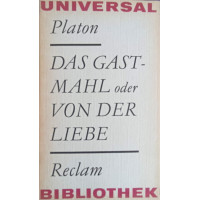 UNIVERSAL
Platon
DAS GAST-
MAHL oder
VON DER
LIEBE
Reclam
BIBLIOTHEK